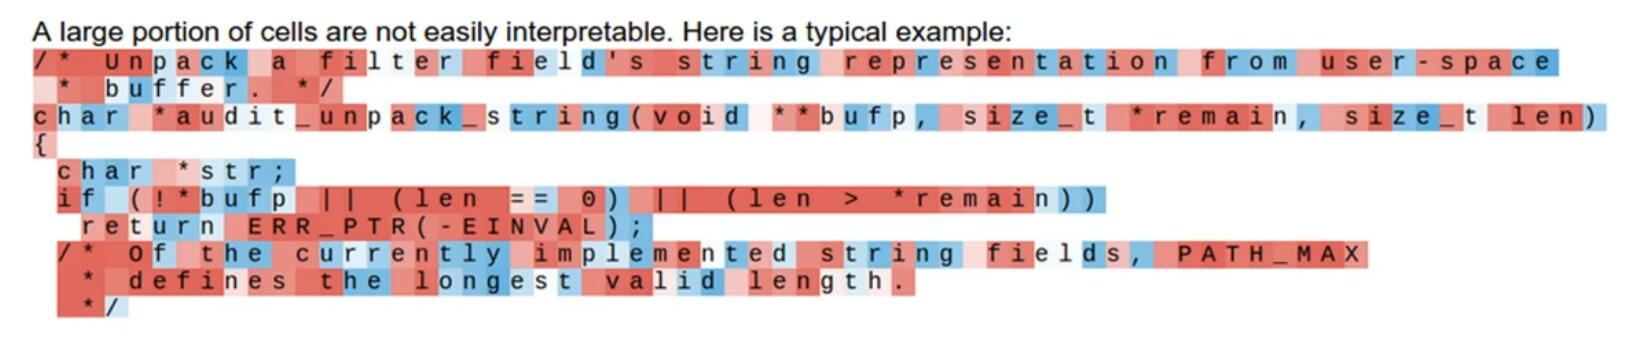 A large portion of cells are not easily interpretable. Here is a typical example:
/* Unpack a filter field's string representation from user-space
 * buffer. */
char *audit_unpack_string(void **bufp, size_t *remain, size_t len)
{
  char *str;
  if (!*bufp || (len == 0) || (len > *remain))
    return ERR_PTR(-EINVAL);
  /* Of the currently implemented string fields, PATH_MAX
   * defines the longest valid length.
   */